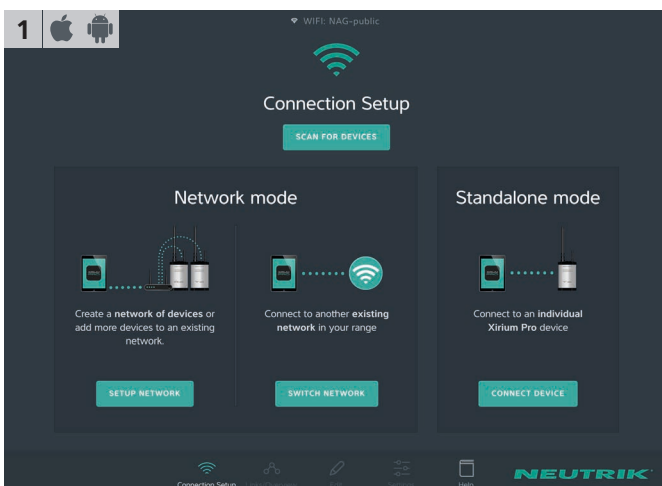 1
WIFI: NAG-public
Connection Setup
SCAN FOR DEVICES
Network mode
Create a network of devices or
add more devices to an existing
network.
SETUP NETWORK
Connect to another existing
network in your range
SWITCH NETWORK
Standalone mode
Connect to an individual
Xirium Pro device
CONNECT DEVICE
Connection Setup
Help
NEUTRIK